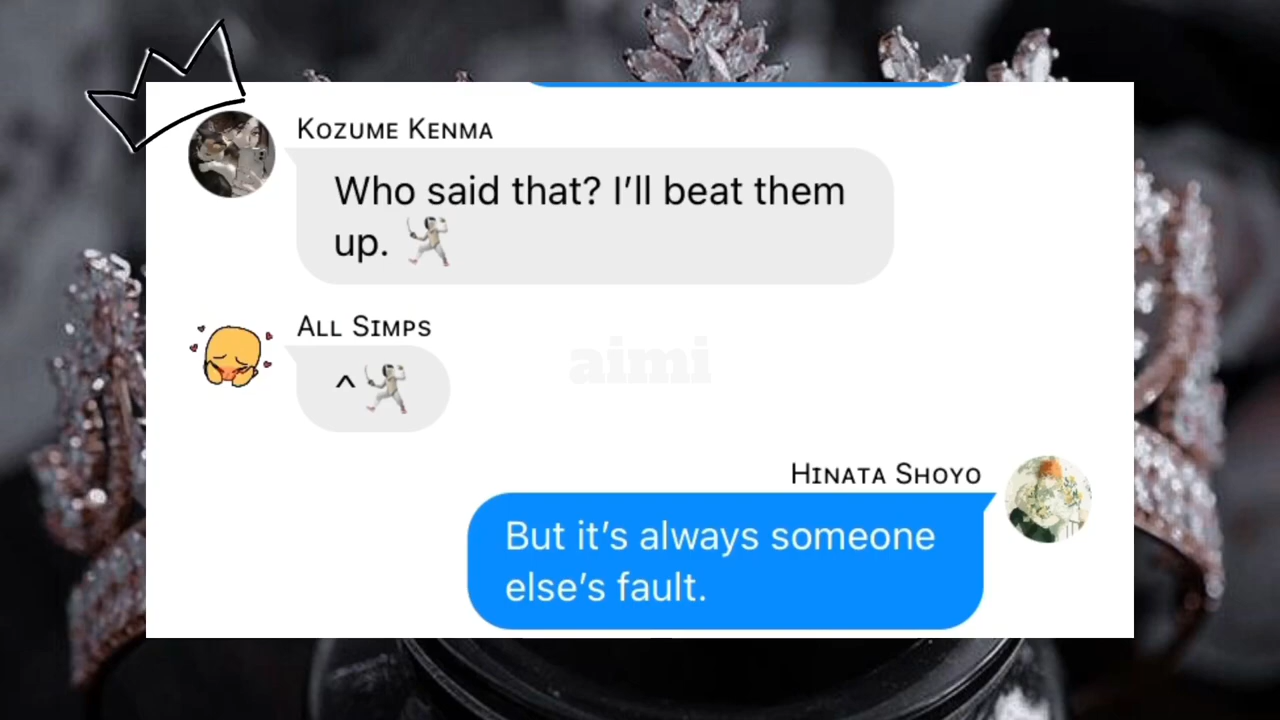 Kozume Kenma
Who said that? I’ll beat them
up. 🤺
All Simps
^🤺
aimi
Hinata Shoyo
But it’s always someone
else’s fault.